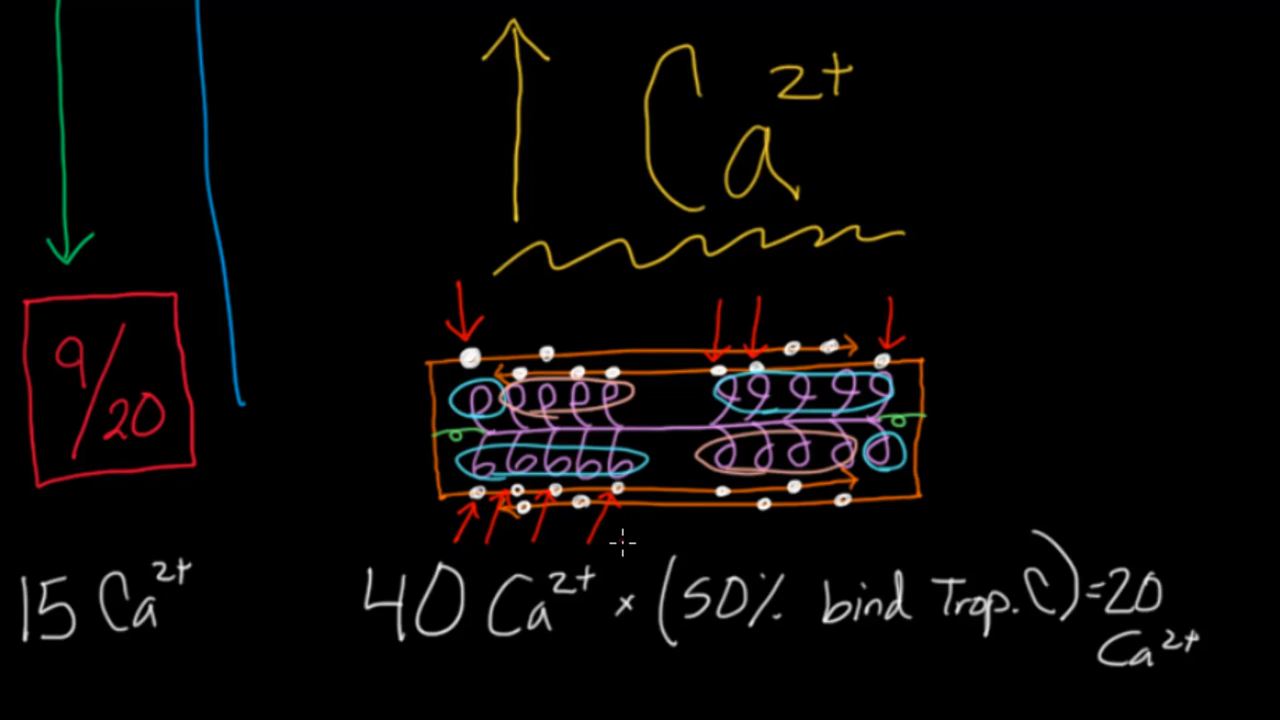 Ca²⁺
9/20
15 Ca²⁺
40 Ca²⁺ × (50% bind Trop. C) = 20
Ca²⁺